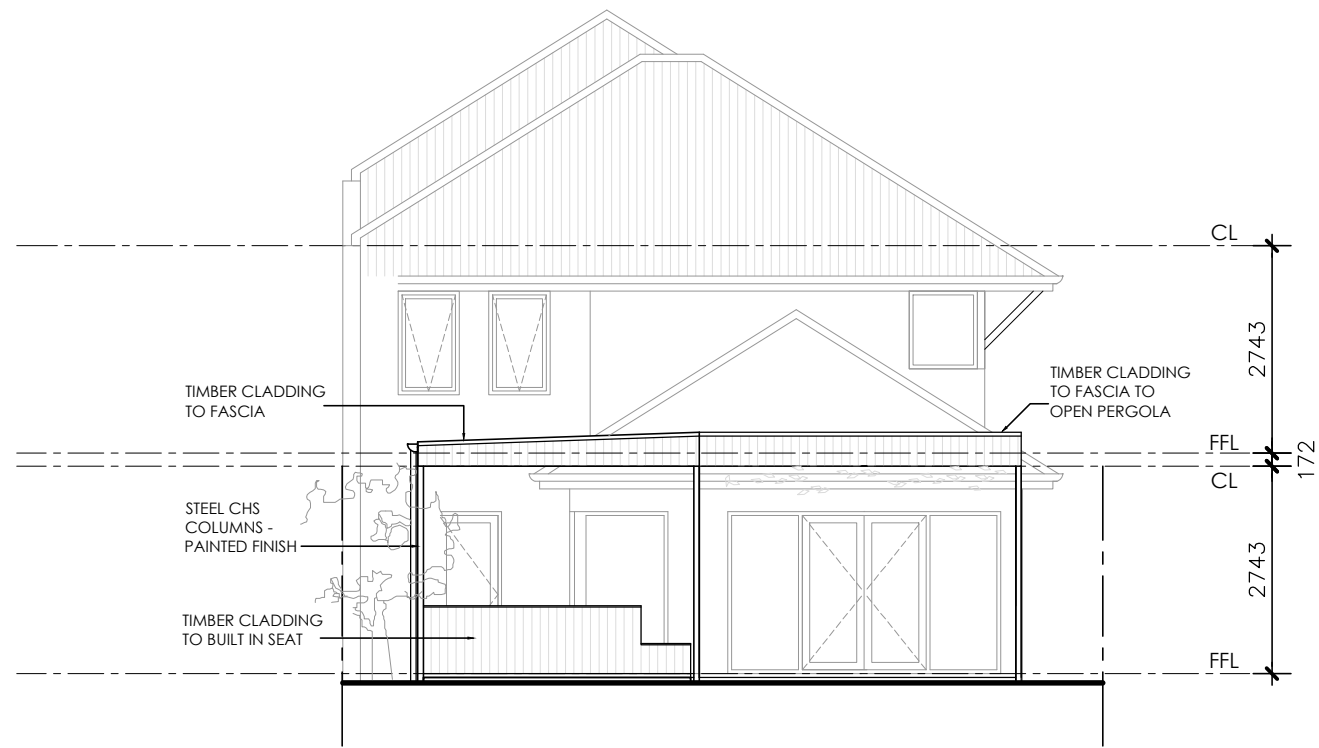 CL
2743
TIMBER CLADDING
TO FASCIA
TIMBER CLADDING
TO FASCIA TO
OPEN PERGOLA
FFL
172
CL
STEEL CHS
COLUMNS -
PAINTED FINISH
2743
TIMBER CLADDING
TO BUILT IN SEAT
FFL